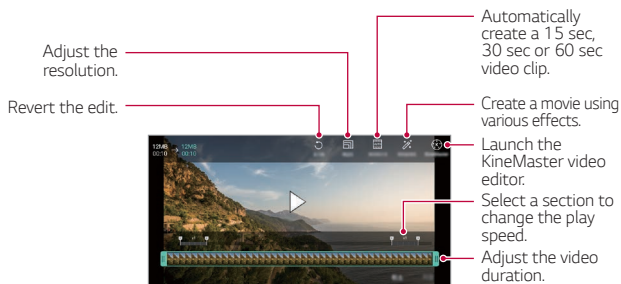 Adjust the
resolution.
Revert the edit.
Automatically
create a 15 sec,
30 sec or 60 sec
video clip.
Create a movie using
various effects.
Launch the
KineMaster video
editor.
Select a section to
change the play
speed.
Adjust the video
duration.
12MB 12MB
00:10 00:10